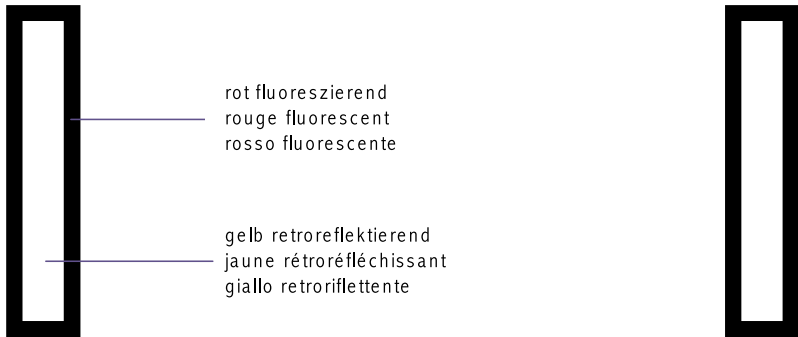 rot fluoreszierend
rouge fluorescent
rosso fluorescente
gelb retroreflektierend
jaune rétroréfléchissant
giallo retroriflettente